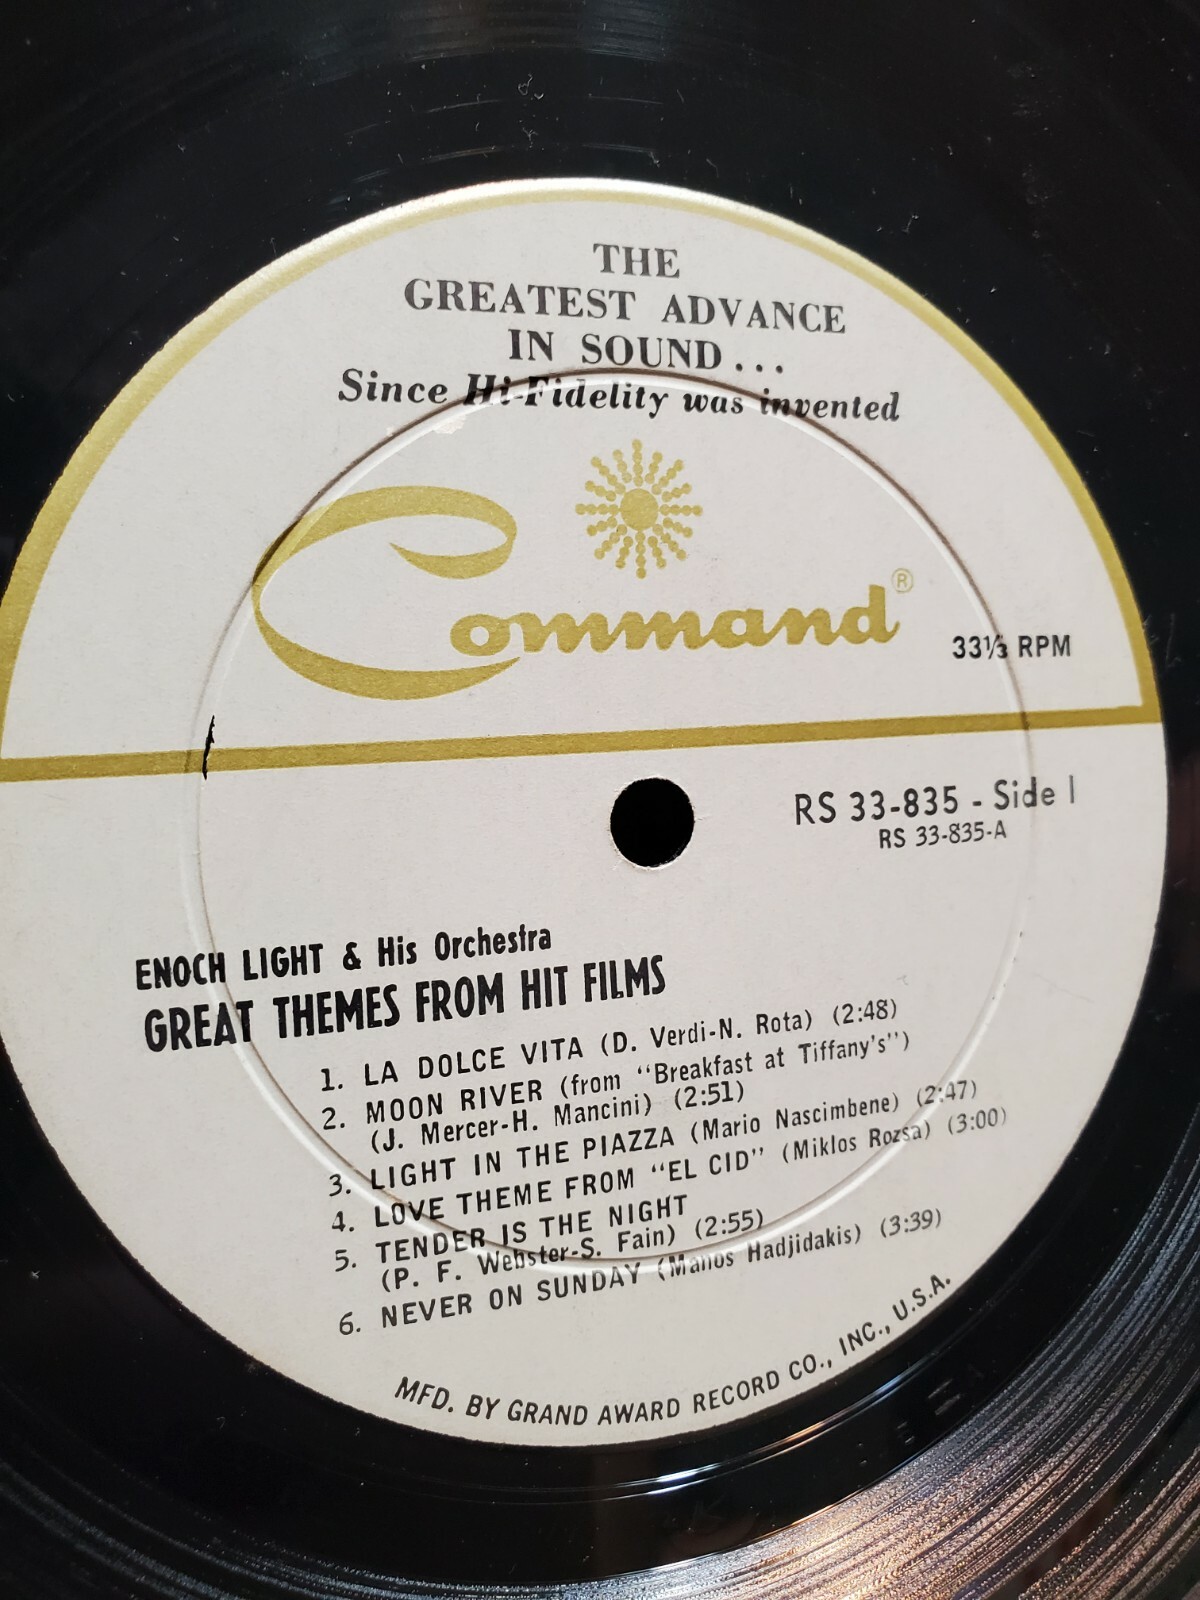 THE
GREATEST ADVANCE
IN SOUND...
Since Hi-Fidelity was invented
Command®
33⅓ RPM
RS 33-835 - Side 1
RS 33-835-A
ENOCH LIGHT & His Orchestra
GREAT THEMES FROM HIT FILMS
1. LA DOLCE VITA (D. Verdi-N. Rota) (2:48)
2. MOON RIVER (from "Breakfast at Tiffany's")
(J. Mercer-H. Mancini) (2:51)
3. LIGHT IN THE PIAZZA (Mario Nascimbene) (2:47)
4. LOVE THEME FROM "EL CID" (Miklos Rozsa) (3:00)
5. TENDER IS THE NIGHT
(P. F. Webster-S. Fain) (2:55)
6. NEVER ON SUNDAY (Manos Hadjidakis) (3:39)
MFD. BY GRAND AWARD RECORD CO., INC., U.S.A.